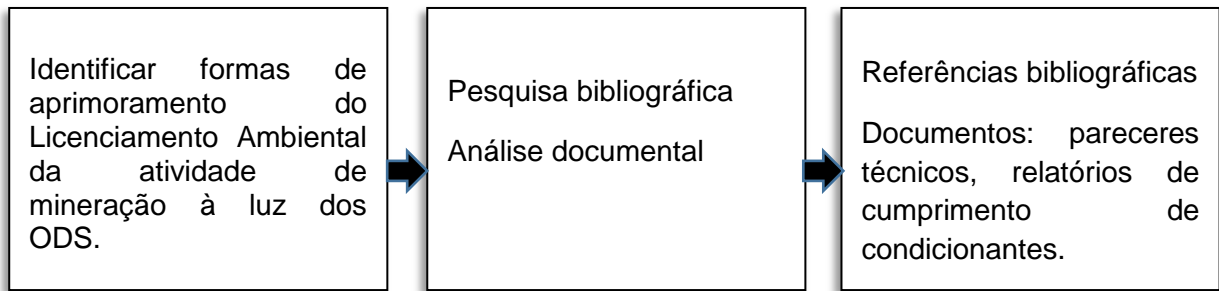 Identificar formas de
aprimoramento do
Licenciamento Ambiental
da atividade de
mineração à luz dos
ODS.
Pesquisa bibliográfica
Análise documental
Referências bibliográficas
Documentos: pareceres
técnicos, relatórios de
cumprimento de
condicionantes.